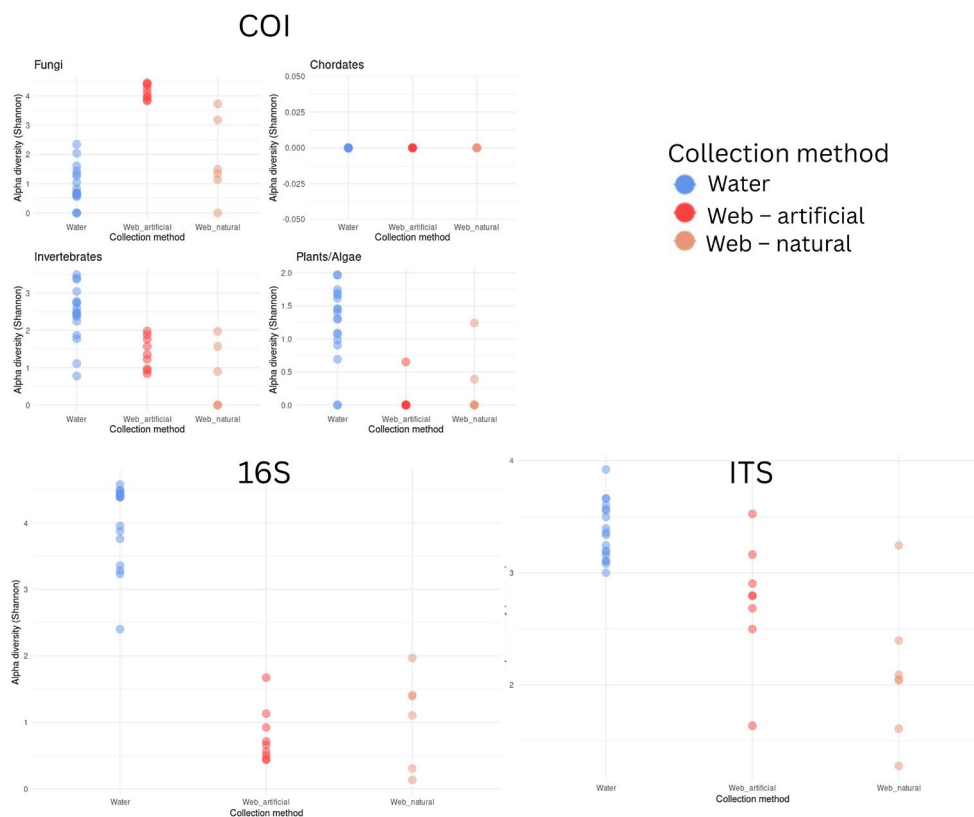 COI
Fungi
Alpha diversity (Shannon)
4
3
2
1
0
Water
Web_artificial
Web_natural
Collection method
Chordates
Alpha diversity (Shannon)
0.050
0.025
0.000
-0.025
-0.050
Water
Web_artificial
Web_natural
Collection method
Collection method
Water
Web – artificial
Web – natural
Invertebrates
Alpha diversity (Shannon)
3
2
1
0
Water
Web_artificial
Web_natural
Collection method
Plants/Algae
Alpha diversity (Shannon)
2.0
1.5
1.0
0.5
0.0
Water
Web_artificial
Web_natural
Collection method
16S
Alpha diversity (Shannon)
4
3
2
1
0
Water
Web_artificial
Web_natural
Collection method
ITS
4
3
2
Water
Web_artificial
Web_natural
Collection method